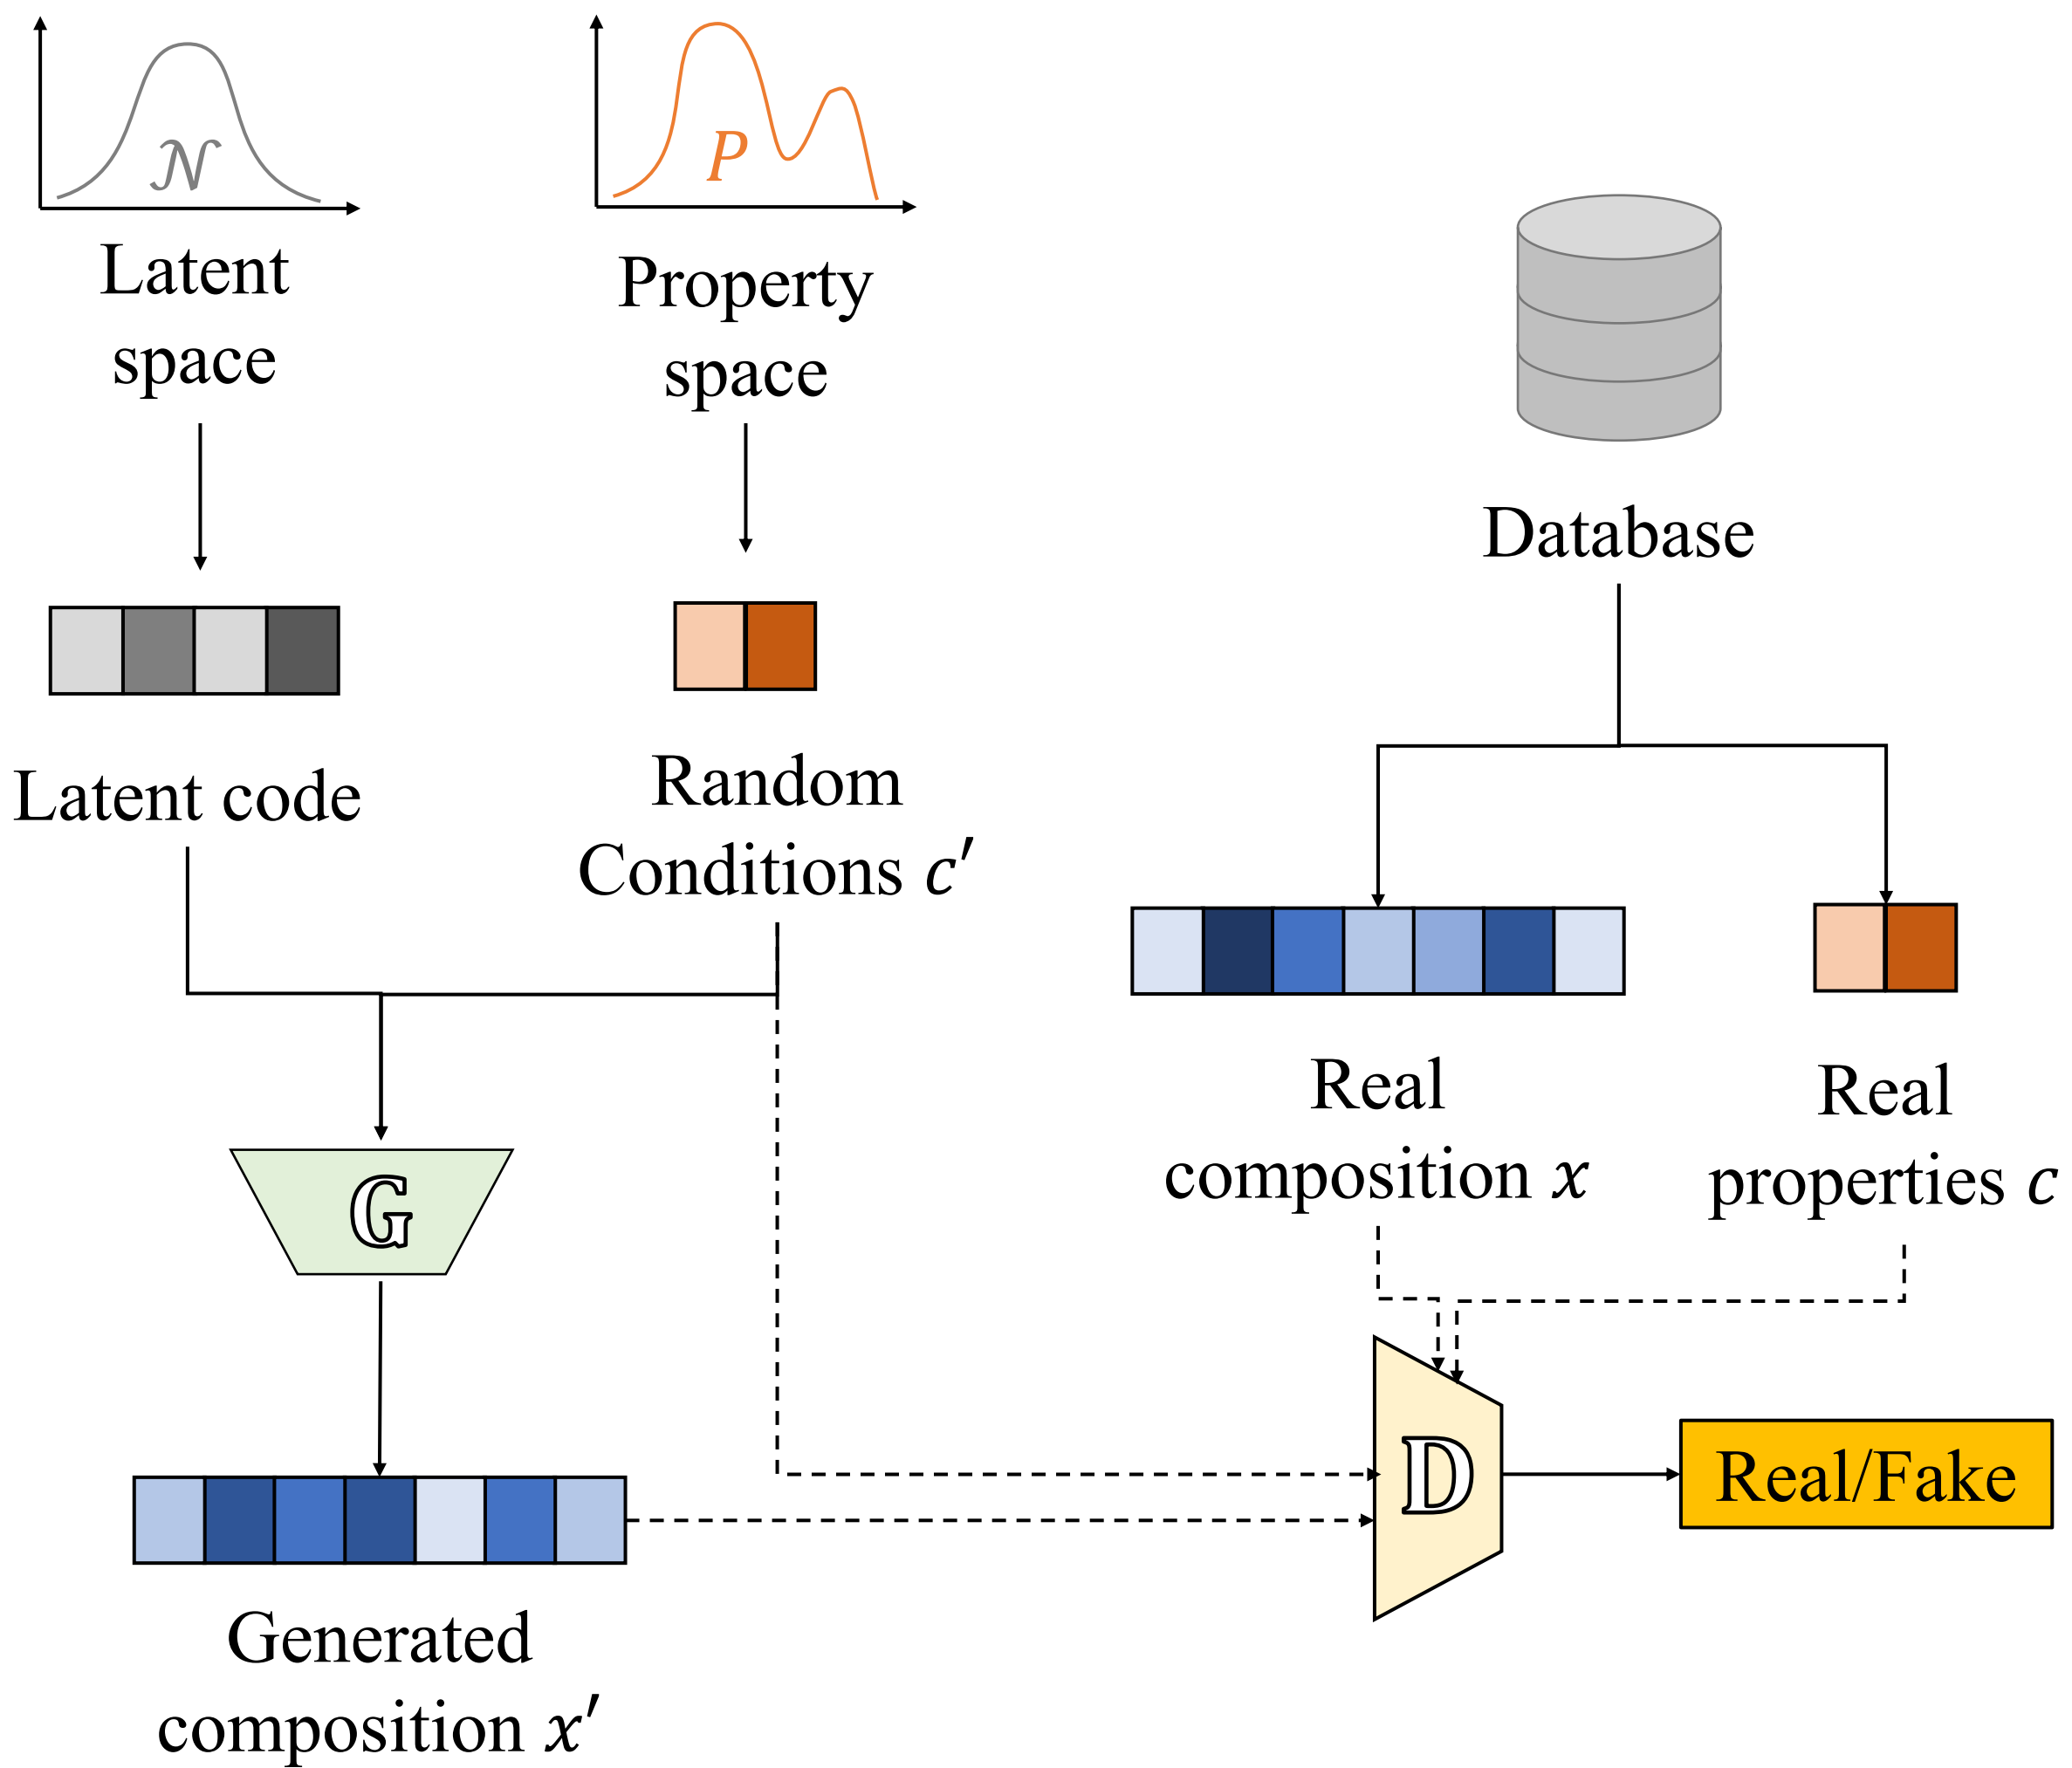 𝒩
P
Latent
space
Property
space
Database
Latent code
Random
Conditions c′
Real
composition x
Real
properties c
G
D
Real/Fake
Generated
composition x′